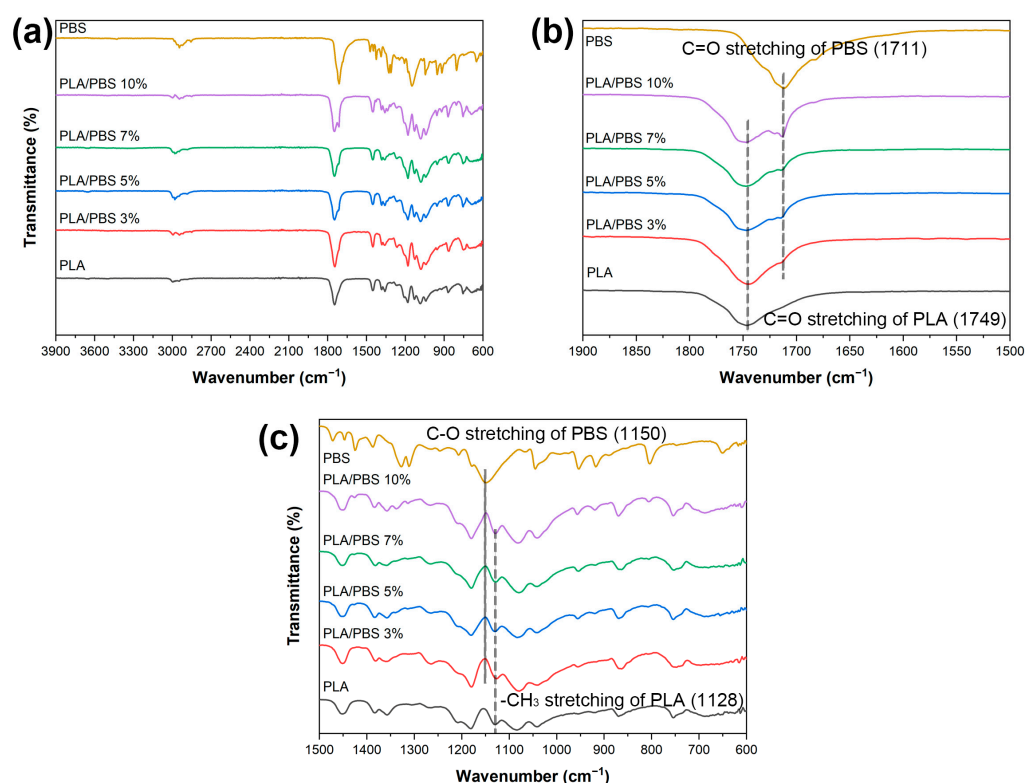 (a)
PBS
PLA/PBS 10%
PLA/PBS 7%
PLA/PBS 5%
PLA/PBS 3%
PLA
Transmittance (%)
3900 3600 3300 3000 2700 2400 2100 1800 1500 1200 900 600
Wavenumber (cm⁻¹)
(b)
PBS
C=O stretching of PBS (1711)
PLA/PBS 10%
PLA/PBS 7%
PLA/PBS 5%
PLA/PBS 3%
PLA
C=O stretching of PLA (1749)
1900 1850 1800 1750 1700 1650 1600 1550 1500
Wavenumber (cm⁻¹)
(c)
C-O stretching of PBS (1150)
PBS
PLA/PBS 10%
PLA/PBS 7%
PLA/PBS 5%
PLA/PBS 3%
PLA
-CH₃ stretching of PLA (1128)
Transmittance (%)
1500 1400 1300 1200 1100 1000 900 800 700 600
Wavenumber (cm⁻¹)